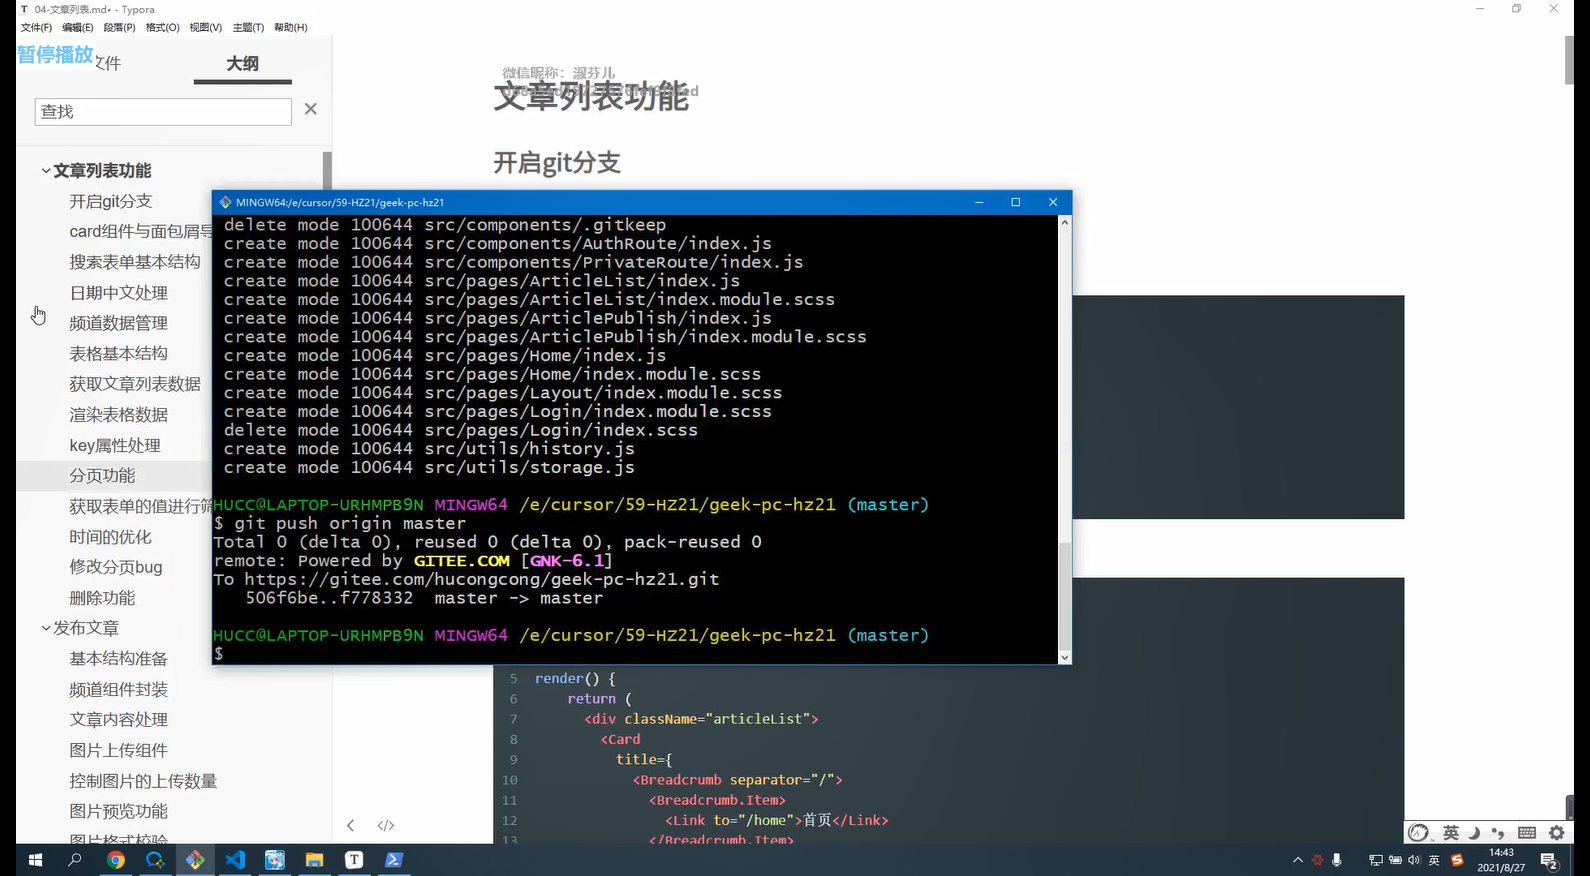 04-文章列表.md• - Typora
文件(F) 编辑(E) 段落(P) 格式(O) 视图(V) 主题(T) 帮助(H)
暂停播放
文件
大纲
查找
文章列表功能
开启git分支
card组件与面包屑导
搜索表单基本结构
日期中文处理
频道数据管理
表格基本结构
获取文章列表数据
渲染表格数据
key属性处理
分页功能
获取表单的值进行筛
时间的优化
修改分页bug
删除功能
发布文章
基本结构准备
频道组件封装
文章内容处理
图片上传组件
控制图片的上传数量
图片预览功能
图片格式校验
微信昵称：淑芬儿
文章列表功能
开启git分支
MINGW64:/e/cursor/59-HZ21/geek-pc-hz21
delete mode 100644 src/components/.gitkeep
create mode 100644 src/components/AuthRoute/index.js
create mode 100644 src/components/PrivateRoute/index.js
create mode 100644 src/pages/ArticleList/index.js
create mode 100644 src/pages/ArticleList/index.module.scss
create mode 100644 src/pages/ArticlePublish/index.js
create mode 100644 src/pages/ArticlePublish/index.module.scss
create mode 100644 src/pages/Home/index.js
create mode 100644 src/pages/Home/index.module.scss
create mode 100644 src/pages/Layout/index.module.scss
create mode 100644 src/pages/Login/index.module.scss
delete mode 100644 src/pages/Login/index.scss
create mode 100644 src/utils/history.js
create mode 100644 src/utils/storage.js
HUCC@LAPTOP-URHMPB9N MINGW64 /e/cursor/59-HZ21/geek-pc-hz21 (master)
$ git push origin master
Total 0 (delta 0), reused 0 (delta 0), pack-reused 0
remote: Powered by GITEE.COM [GNK-6.1]
To https://gitee.com/hucongcong/geek-pc-hz21.git
506f6be..f778332  master -> master
HUCC@LAPTOP-URHMPB9N MINGW64 /e/cursor/59-HZ21/geek-pc-hz21 (master)
$
5 render() {
6 return (
7 <div className="articleList">
8 <Card
9 title={
10 <Breadcrumb separator="/">
11 <Breadcrumb.Item>
12 <Link to="/home">首页</Link>
13 </Breadcrumb.Item>
英
英
14:43
2021/8/27
2